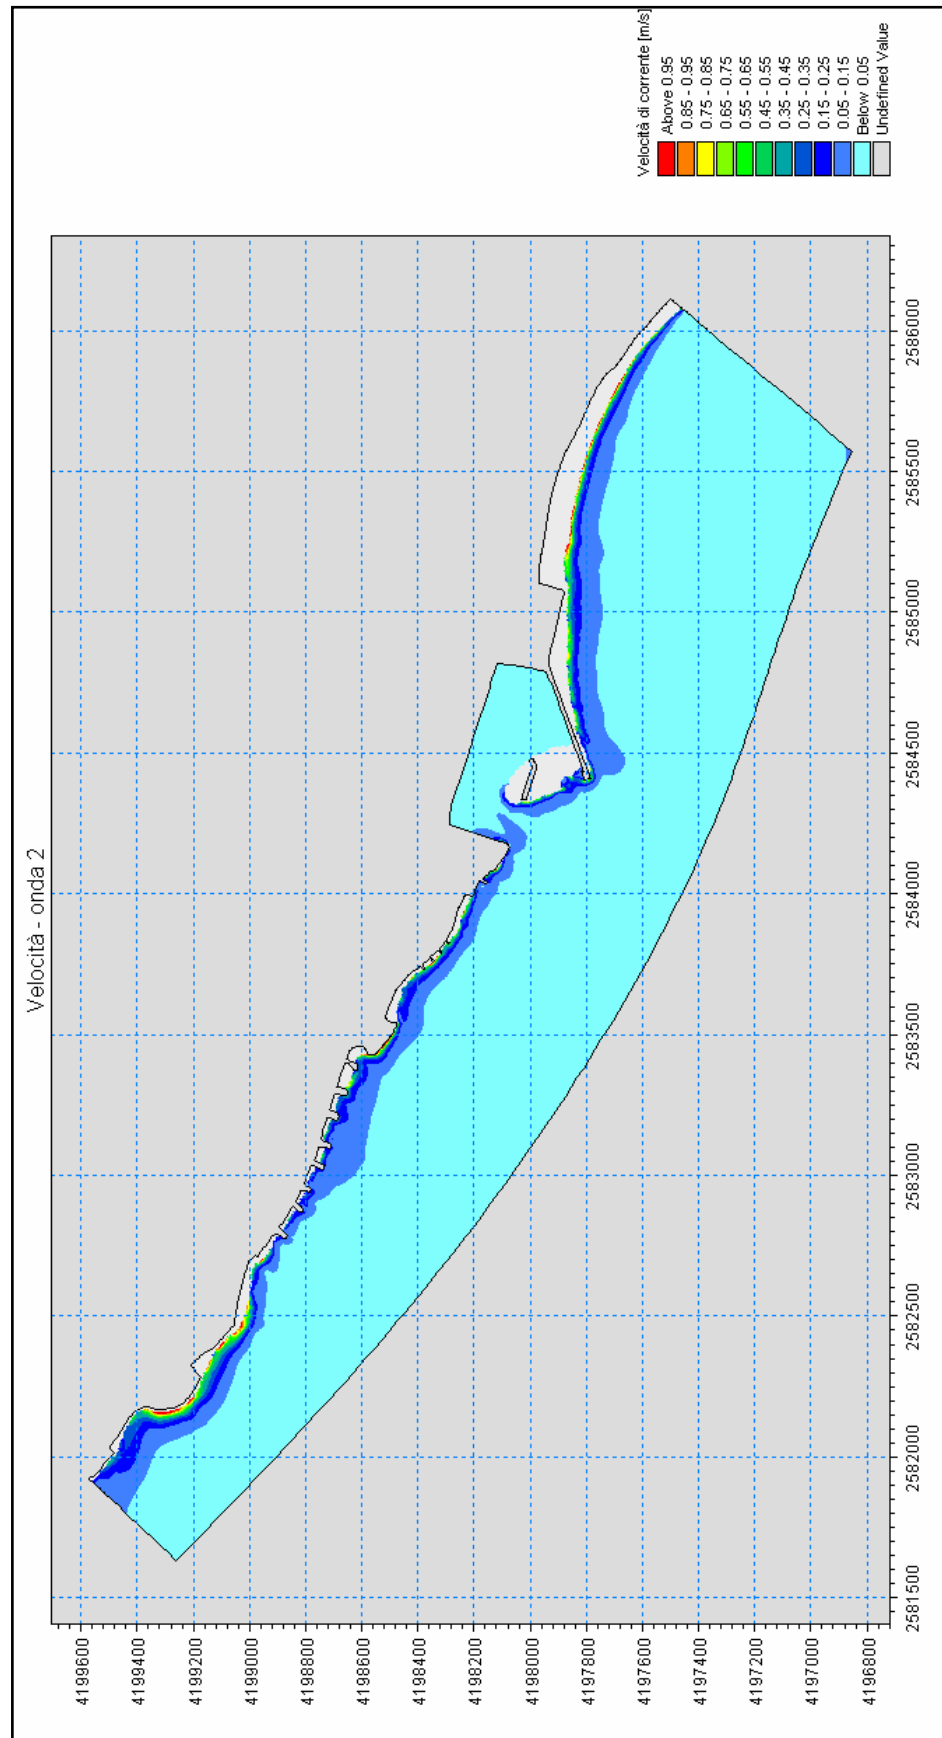 Velocità - onda 2
Velocità di corrente [m/s]
Above 0.95
0.85 - 0.95
0.75 - 0.85
0.65 - 0.75
0.55 - 0.65
0.45 - 0.55
0.35 - 0.45
0.25 - 0.35
0.15 - 0.25
0.05 - 0.15
Below 0.05
Undefined Value
4199600
4199400
4199200
4199000
4198800
4198600
4198400
4198200
4198000
4197800
4197600
4197400
4197200
4197000
4196800
2581500
2582000
2582500
2583000
2583500
2584000
2584500
2585000
2585500
2586000